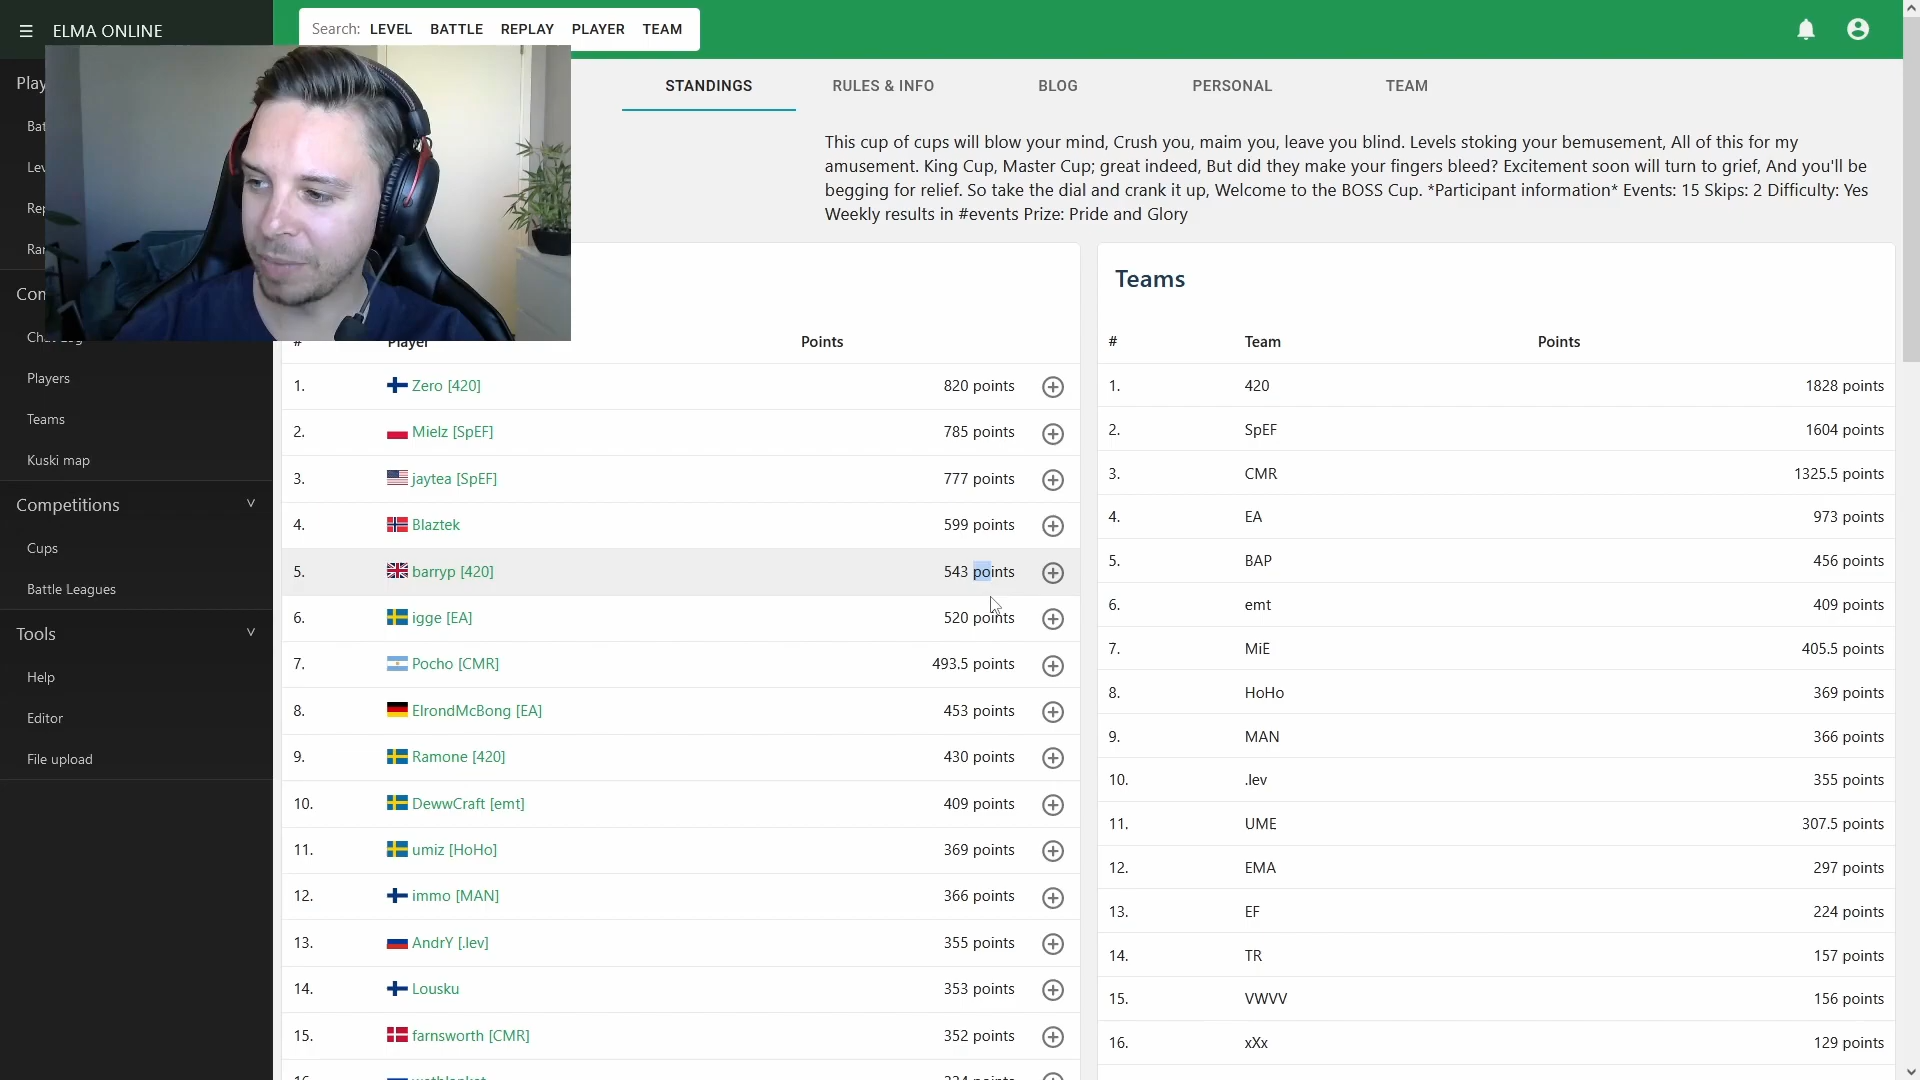 ☰ ELMA ONLINE
Search: LEVEL BATTLE REPLAY PLAYER TEAM
STANDINGS RULES & INFO BLOG PERSONAL TEAM
This cup of cups will blow your mind, Crush you, maim you, leave you blind. Levels stoking your bemusement, All of this for my
amusement. King Cup, Master Cup; great indeed, But did they make your fingers bleed? Excitement soon will turn to grief, And you'll be
begging for relief. So take the dial and crank it up, Welcome to the BOSS Cup. *Participant information* Events: 15 Skips: 2 Difficulty: Yes
Weekly results in #events Prize: Pride and Glory
Play
Bat
Lev
Rep
Ran
Con
Players
Teams
Kuski map
Competitions
Cups
Battle Leagues
Tools
Help
Editor
File upload
# Player Points
1. Zero [420] 820 points
2. Mielz [SpEF] 785 points
3. jaytea [SpEF] 777 points
4. Blaztek 599 points
5. barryp [420] 543 points
6. igge [EA] 520 points
7. Pocho [CMR] 493.5 points
8. ElrondMcBong [EA] 453 points
9. Ramone [420] 430 points
10. DewwCraft [emt] 409 points
11. umiz [HoHo] 369 points
12. immo [MAN] 366 points
13. AndrY [.lev] 355 points
14. Lousku 353 points
15. farnsworth [CMR] 352 points
Teams
# Team Points
1. 420 1828 points
2. SpEF 1604 points
3. CMR 1325.5 points
4. EA 973 points
5. BAP 456 points
6. emt 409 points
7. MiE 405.5 points
8. HoHo 369 points
9. MAN 366 points
10. .lev 355 points
11. UME 307.5 points
12. EMA 297 points
13. EF 224 points
14. TR 157 points
15. VWVV 156 points
16. xXx 129 points